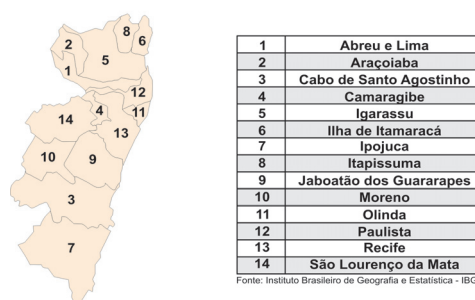 8
2
6
5
1
12
4
11
14
13
10
9
3
7
1 Abreu e Lima
2 Araçoiaba
3 Cabo de Santo Agostinho
4 Camaragibe
5 Igarassu
6 Ilha de Itamaracá
7 Ipojuca
8 Itapissuma
9 Jaboatão dos Guararapes
10 Moreno
11 Olinda
12 Paulista
13 Recife
14 São Lourenço da Mata
Fonte: Instituto Brasileiro de Geografia e Estatística - IBG